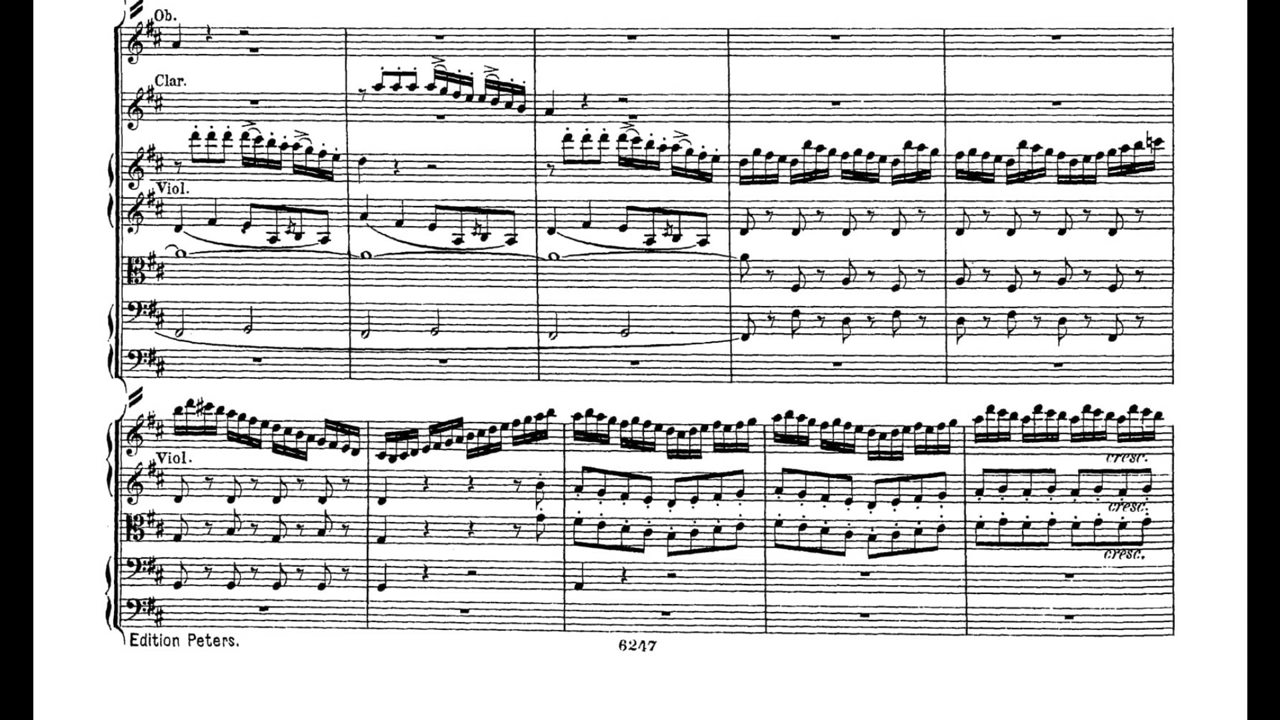 Ob.
Clar.
Viol.
Viol.
cresc.
cresc.
cresc.
Edition Peters.
6247